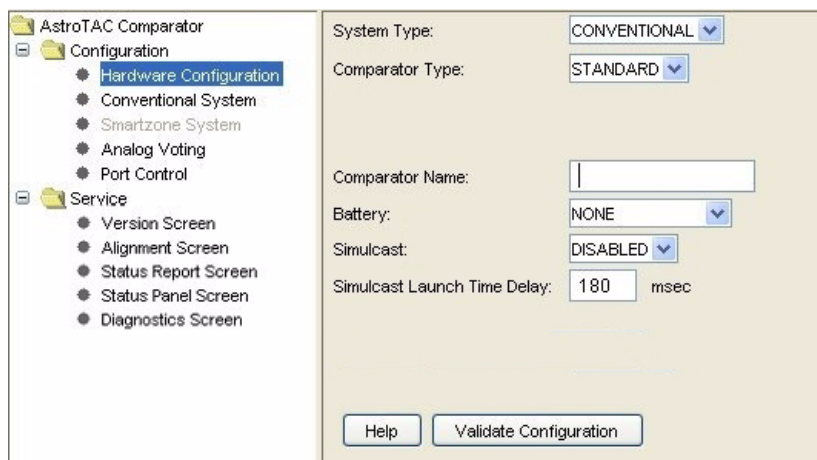 AstroTAC Comparator
Configuration
Hardware Configuration
Conventional System
Smartzone System
Analog Voting
Port Control
Service
Version Screen
Alignment Screen
Status Report Screen
Status Panel Screen
Diagnostics Screen
System Type: CONVENTIONAL
Comparator Type: STANDARD
Comparator Name:
Battery: NONE
Simulcast: DISABLED
Simulcast Launch Time Delay: 180 msec
Help Validate Configuration